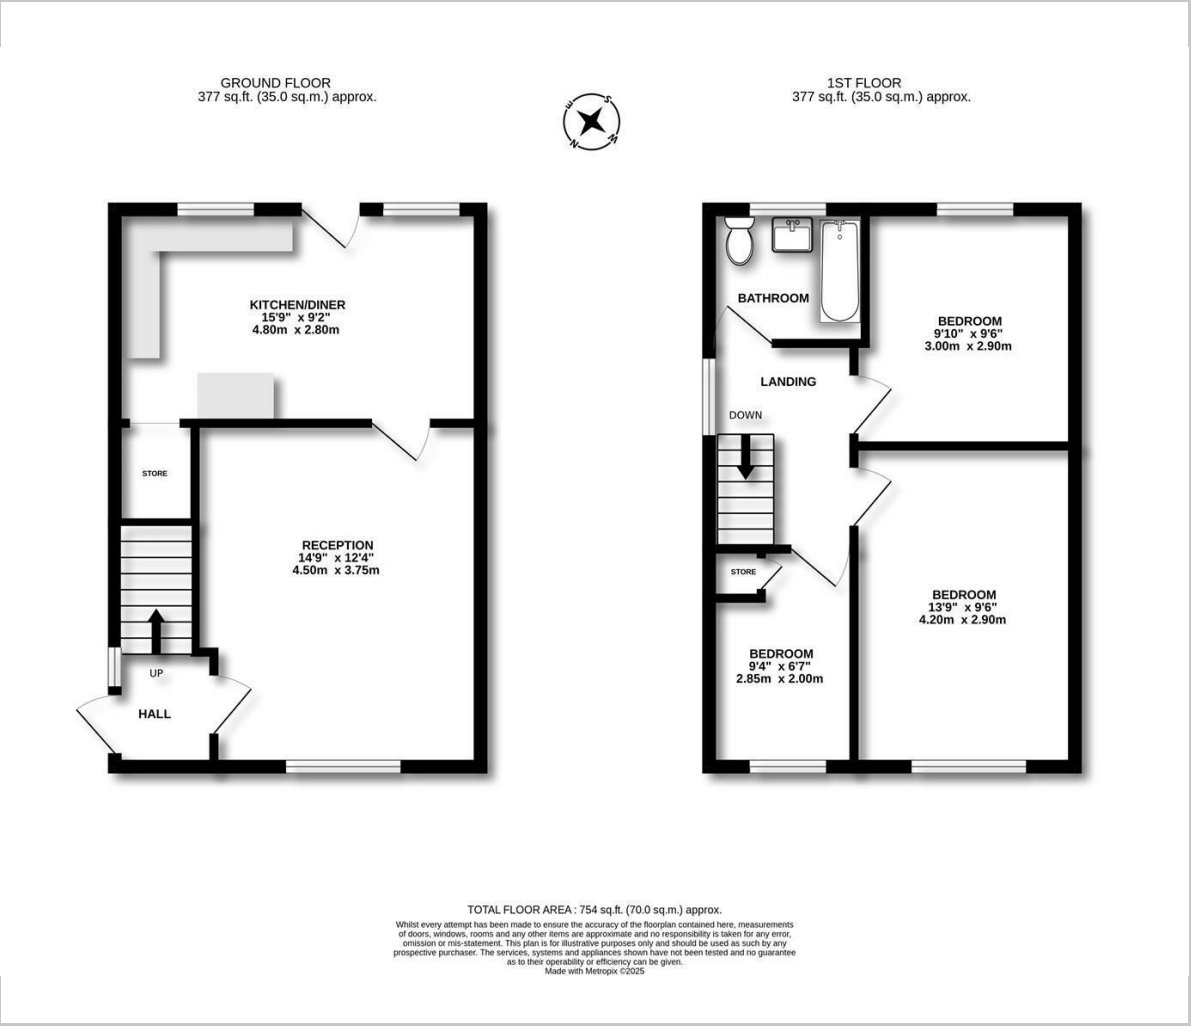 GROUND FLOOR
377 sq.ft. (35.0 sq.m.) approx.
1ST FLOOR
377 sq.ft. (35.0 sq.m.) approx.
E
S
N
W
KITCHEN/DINER
15'9" x 9'2"
4.80m x 2.80m
STORE
RECEPTION
14'9" x 12'4"
4.50m x 3.75m
UP
HALL
BATHROOM
BEDROOM
9'10" x 9'6"
3.00m x 2.90m
LANDING
DOWN
STORE
BEDROOM
13'9" x 9'6"
4.20m x 2.90m
BEDROOM
9'4" x 6'7"
2.85m x 2.00m
TOTAL FLOOR AREA : 754 sq.ft. (70.0 sq.m.) approx.
Whilst every attempt has been made to ensure the accuracy of the floorplan contained here, measurements
of doors, windows, rooms and any other items are approximate and no responsibility is taken for any error,
omission or mis-statement. This plan is for illustrative purposes only and should be used as such by any
prospective purchaser. The services, systems and appliances shown have not been tested and no guarantee
as to their operability or efficiency can be given.
Made with Metropix ©2025